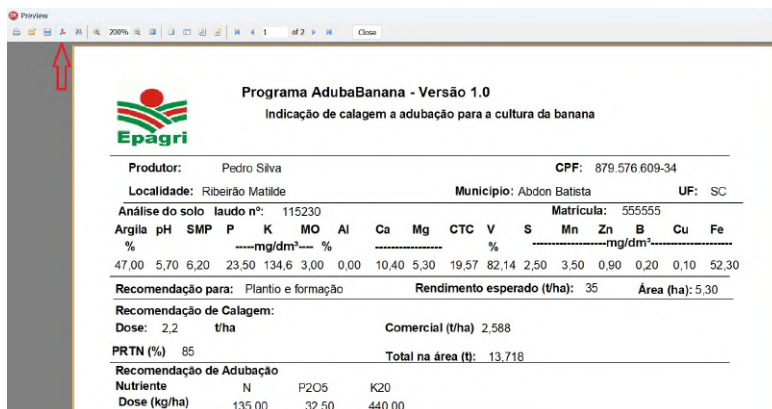 Preview
200%
1 of 2
Close
Programa AdubaBanana - Versão 1.0
Indicação de calagem a adubação para a cultura da banana
Epagri
Produtor: Pedro Silva CPF: 879.576.609-34
Localidade: Ribeirão Matilde Municipio: Abdon Batista UF: SC
Análise do solo laudo nº: 115230 Matrícula: 555555
Argila pH SMP P K MO Al Ca Mg CTC V S Mn Zn B Cu Fe
% -----mg/dm³---- % ----------------- % ------------------mg/dm³--------------------
47,00 5,70 6,20 23,50 134,6 3,00 0,00 10,40 5,30 19,57 82,14 2,50 3,50 0,90 0,20 0,10 52,30
Recomendação para: Plantio e formação Rendimento esperado (t/ha): 35 Área (ha): 5,30
Recomendação de Calagem:
Dose: 2,2 t/ha Comercial (t/ha) 2,588
PRTN (%) 85 Total na área (t): 13,718
Recomendação de Adubação
Nutriente N P2O5 K20
Dose (kg/ha) 135,00 32,50 440,00